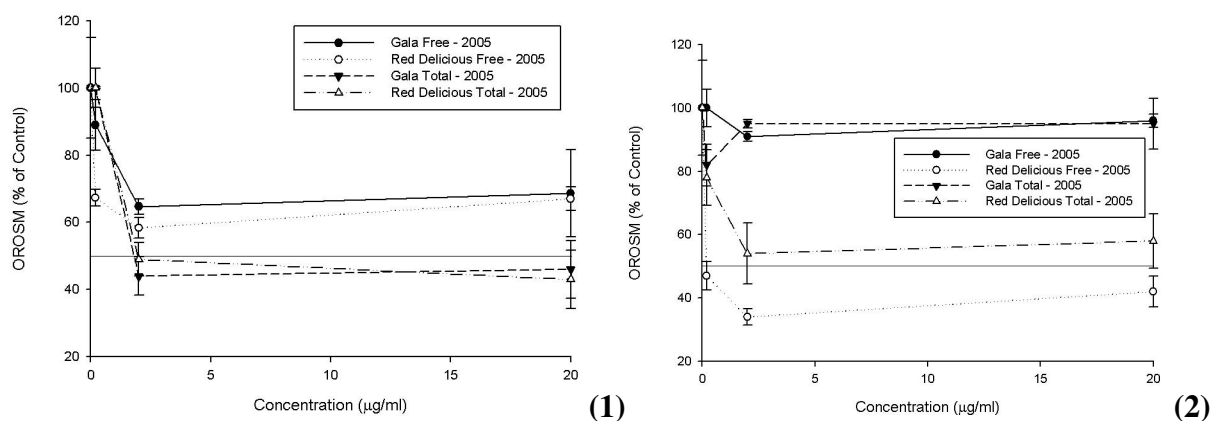 120
100
80
60
40
20
OROSM (% of Control)
Gala Free - 2005
Red Delicious Free - 2005
Gala Total - 2005
Red Delicious Total - 2005
0 5 10 15 20
Concentration (µg/ml)
(1)
120
100
80
60
40
20
OROSM (% of Control)
Gala Free - 2005
Red Delicious Free - 2005
Gala Total - 2005
Red Delicious Total - 2005
0 5 10 15 20
Concentration (µg/ml)
(2)